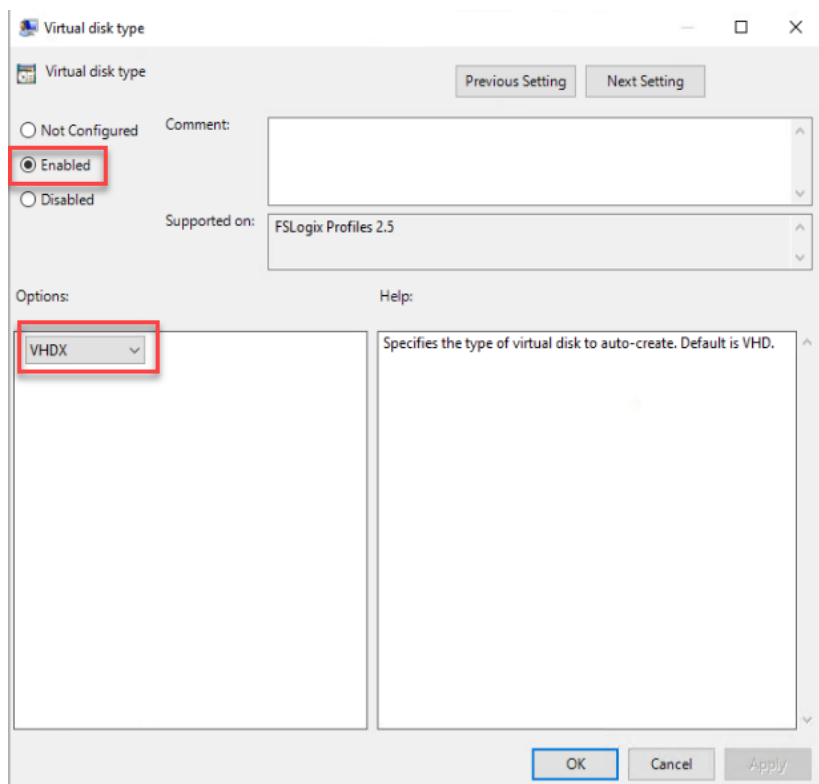 Virtual disk type
Virtual disk type
Previous Setting
Next Setting
Not Configured
Comment:
Enabled
Disabled
Supported on:
FSLogix Profiles 2.5
Options:
Help:
VHDX
Specifies the type of virtual disk to auto-create. Default is VHD.
OK
Cancel
Apply